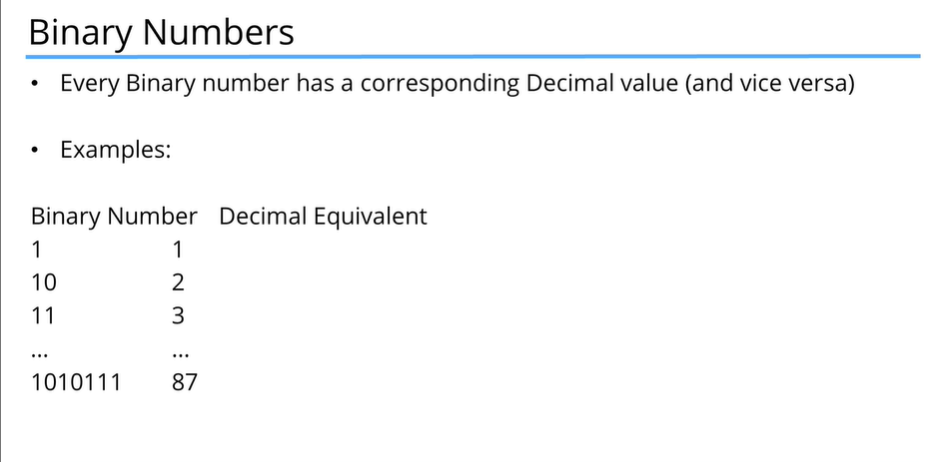 Binary Numbers
• Every Binary number has a corresponding Decimal value (and vice versa)
• Examples:
Binary Number Decimal Equivalent
1 1
10 2
11 3
... ...
1010111 87